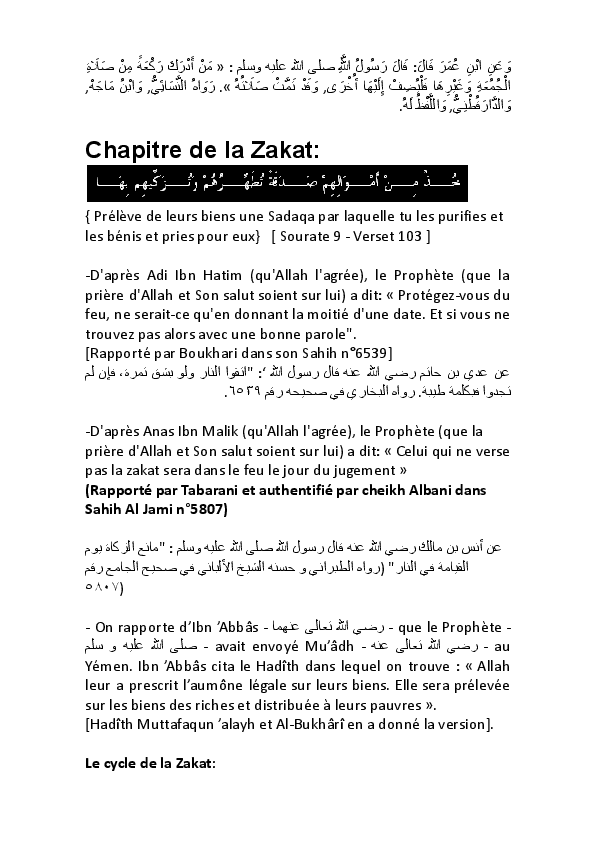 وَعَنِ ابْنِ عُمَرَ قَالَ: قَالَ رَسُولُ اللَّهِ صلى الله عليه وسلم : « مَنْ أَدْرَكَ رَكْعَةً مِنْ صَلَاةِ
الْجُمُعَةِ وَغَيْرِهَا فَلْيُضِفْ إِلَيْهَا أُخْرَى, وَقَدْ تَمَّتْ صَلَاتُهُ ». رَوَاهُ النَّسَائِيُّ, وَابْنُ مَاجَهْ,
وَالدَّارَقُطْنِيُّ, وَاللَّفْظُ لَهُ.
Chapitre de la Zakat:
خُذْ مِنْ أَمْوَالِهِمْ صَدَقَةً تُطَهِّرُهُمْ وَتُزَكِّيهِم بِهَا
{ Prélève de leurs biens une Sadaqa par laquelle tu les purifies et
les bénis et pries pour eux} [ Sourate 9 - Verset 103 ]
-D'après Adi Ibn Hatim (qu'Allah l'agrée), le Prophète (que la
prière d'Allah et Son salut soient sur lui) a dit: « Protégez-vous du
feu, ne serait-ce qu'en donnant la moitié d'une date. Et si vous ne
trouvez pas alors avec une bonne parole".
[Rapporté par Boukhari dans son Sahih n°6539]
عن عدي بن حاتم رضي الله عنه قال رسول الله ‘: "اتقوا النار ولو بشق تمرة، فإن لم
تجدوا فبكلمة طيبة. رواه البخاري في صحيحه رقم ٦٥٣٩.
-D'après Anas Ibn Malik (qu'Allah l'agrée), le Prophète (que la
prière d'Allah et Son salut soient sur lui) a dit: « Celui qui ne verse
pas la zakat sera dans le feu le jour du jugement »
(Rapporté par Tabarani et authentifié par cheikh Albani dans
Sahih Al Jami n°5807)
عن أنس بن مالك رضي الله عنه قال رسول الله صلى الله عليه وسلم : "مانع الزكاة يوم
القيامة في النار" (رواه الطبراني و حسنه الشيخ الألباني في صحيح الجامع رقم
٥٨٠٧)
- On rapporte d’Ibn ’Abbâs - رضي الله تعالى عنهما - que le Prophète -
صلى الله عليه و سلم - avait envoyé Mu’âdh - رضي الله تعالى عنه - au
Yémen. Ibn ’Abbâs cita le Hadîth dans lequel on trouve : « Allah
leur a prescrit l’aumône légale sur leurs biens. Elle sera prélevée
sur les biens des riches et distribuée à leurs pauvres ».
[Hadîth Muttafaqun ’alayh et Al-Bukhârî en a donné la version].
Le cycle de la Zakat: